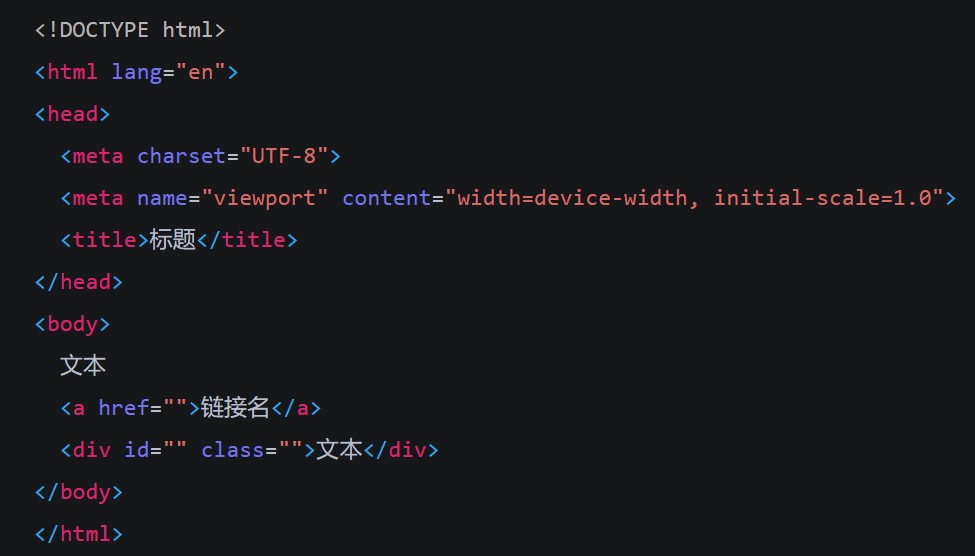 <!DOCTYPE html>
<html lang="en">
<head>
  <meta charset="UTF-8">
  <meta name="viewport" content="width=device-width, initial-scale=1.0">
  <title>标题</title>
</head>
<body>
  文本
  <a href="">链接名</a>
  <div id="" class="">文本</div>
</body>
</html>